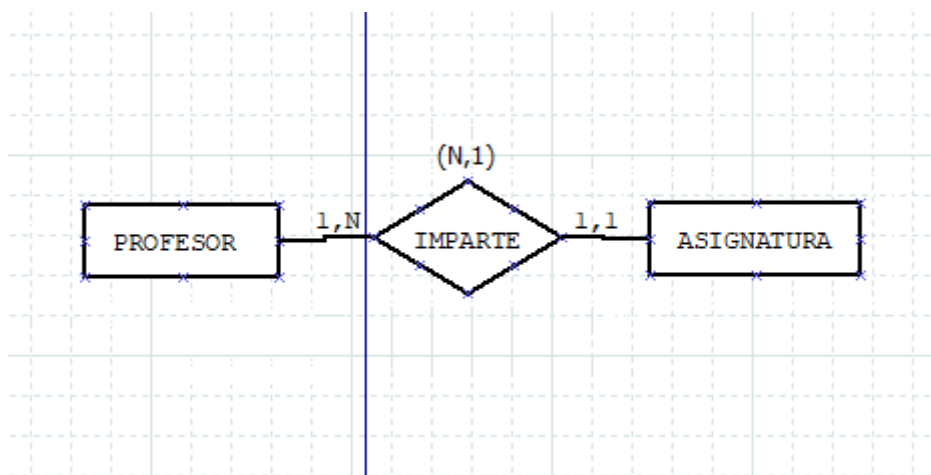 (N,1)
PROFESOR 1,N IMPARTE 1,1 ASIGNATURA